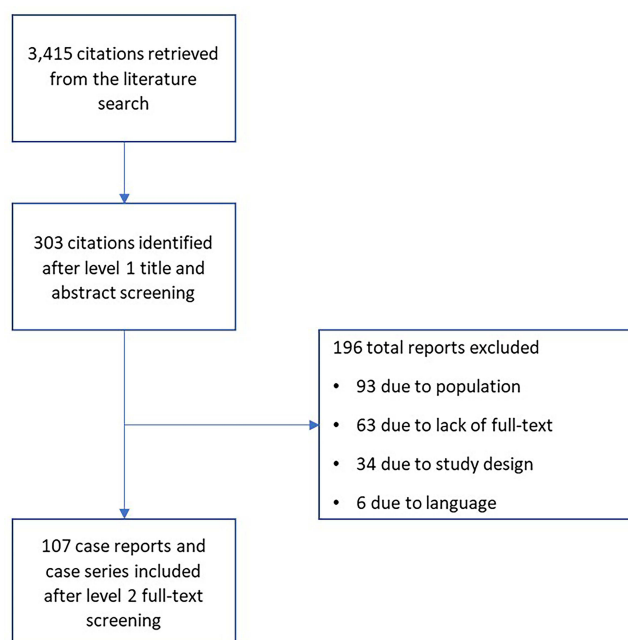 3,415 citations retrieved
from the literature
search
303 citations identified
after level 1 title and
abstract screening
196 total reports excluded
• 93 due to population
• 63 due to lack of full-text
• 34 due to study design
• 6 due to language
107 case reports and
case series included
after level 2 full-text
screening